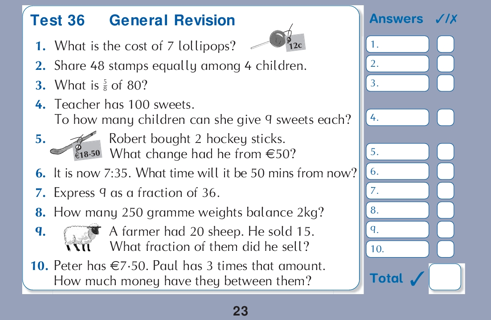 Test 36 General Revision
Answers ✓/✗
1. What is the cost of 7 lollipops?
12c
2. Share 48 stamps equally among 4 children.
3. What is 5/8 of 80?
4. Teacher has 100 sweets.
To how many children can she give 9 sweets each?
5. Robert bought 2 hockey sticks.
€18·50
What change had he from €50?
6. It is now 7:35. What time will it be 50 mins from now?
7. Express 9 as a fraction of 36.
8. How many 250 gramme weights balance 2kg?
9. A farmer had 20 sheep. He sold 15.
What fraction of them did he sell?
10. Peter has €7·50. Paul has 3 times that amount.
How much money have they between them?
1.
2.
3.
4.
5.
6.
7.
8.
9.
10.
Total ✓
23